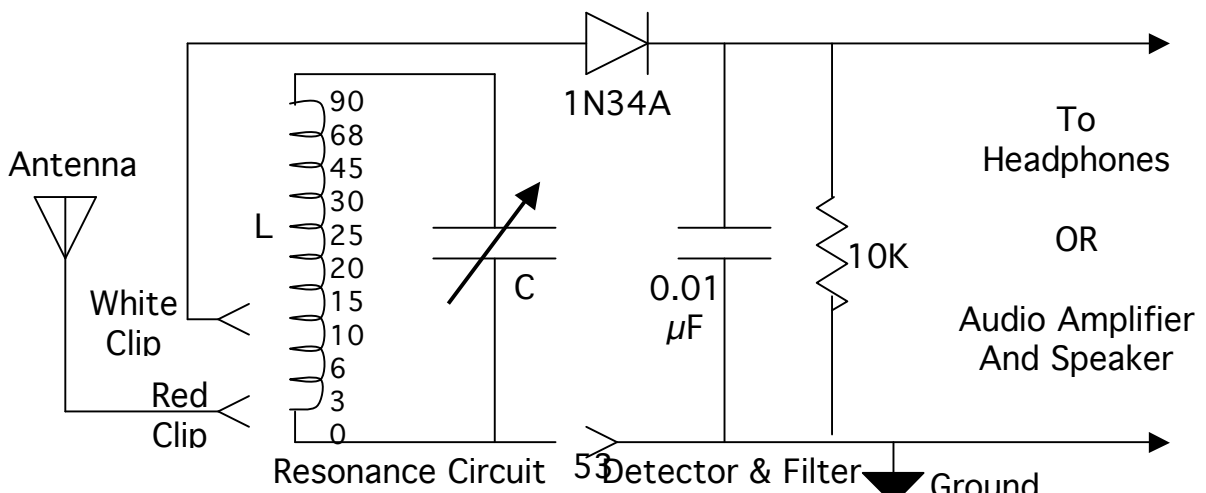 90
1N34A
68
To
Headphones
Antenna
45
30
L
25
OR
20
10K
White
Clip
15
C
0.01
µF
10
Audio Amplifier
And Speaker
6
Red
Clip
3
0
Resonance Circuit
53
Detector & Filter
Ground